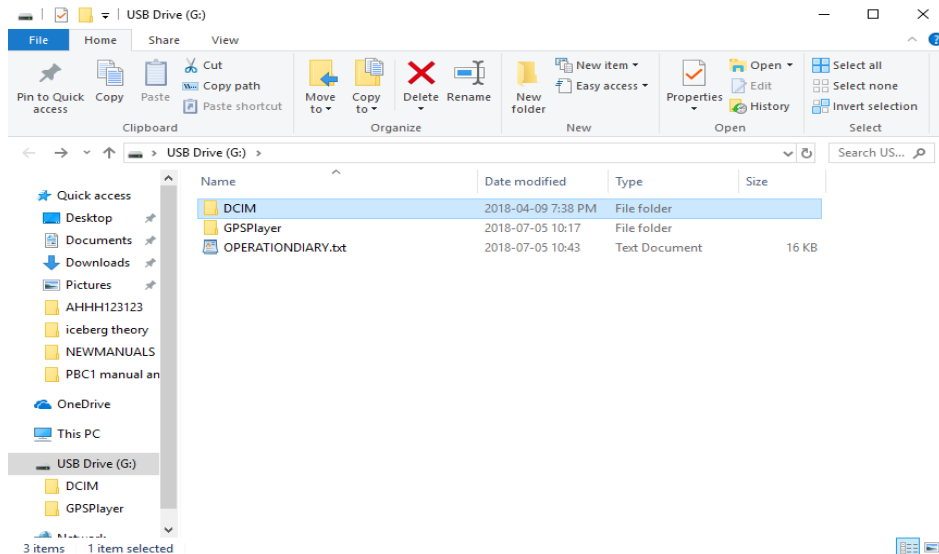 USB Drive (G:)
File Home Share View
Pin to Quick access
Copy
Paste
Cut
Copy path
Paste shortcut
Clipboard
Move to
Copy to
Delete
Rename
Organize
New folder
New item
Easy access
New
Properties
Open
Edit
History
Open
Select all
Select none
Invert selection
Select
USB Drive (G:)
Search US...
Quick access
Desktop
Documents
Downloads
Pictures
AHHH123123
iceberg theory
NEWMANUALS
PBC1 manual an
OneDrive
This PC
USB Drive (G:)
DCIM
GPSPlayer
Network
Name Date modified Type Size
DCIM 2018-04-09 7:38 PM File folder
GPSPlayer 2018-07-05 10:17 File folder
OPERATIONDIARY.txt 2018-07-05 10:43 Text Document 16 KB
3 items 1 item selected